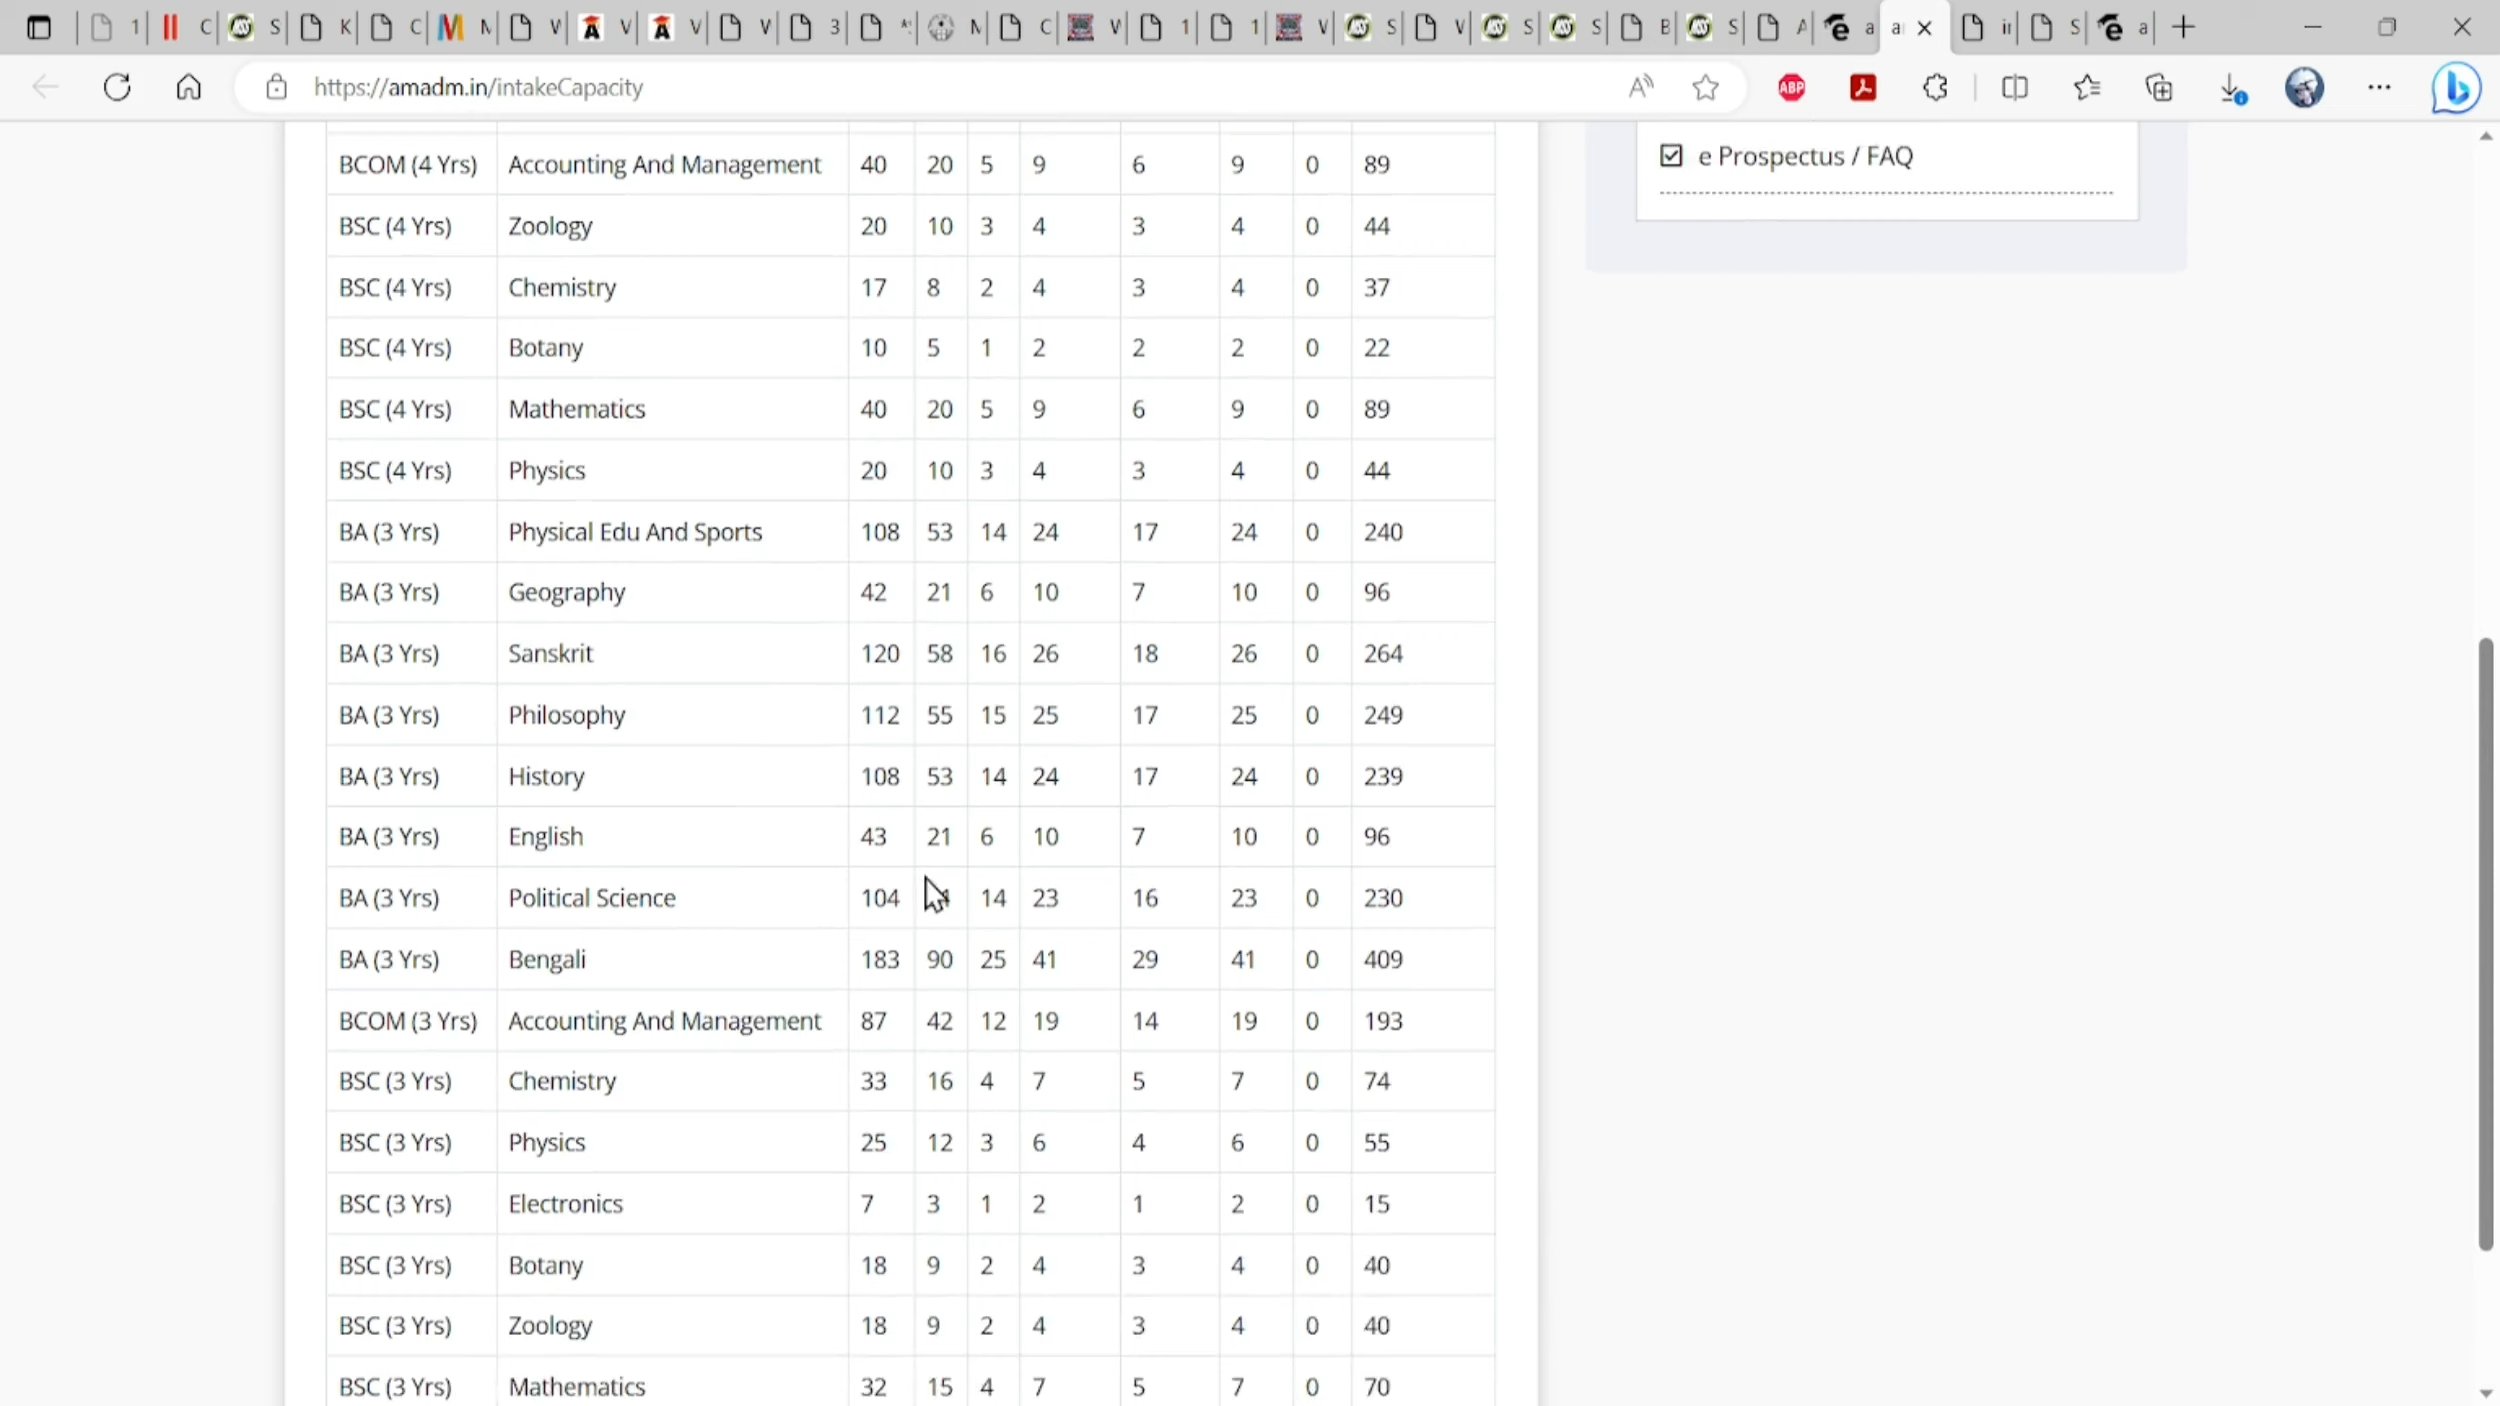 1 C S K C M V V V V 3 M C V 1 1 V S V S S B S A a a ii S a
https://amadm.in/intakeCapacity
ABP
e Prospectus / FAQ
BCOM (4 Yrs) Accounting And Management 40 20 5 9 6 9 0 89
BSC (4 Yrs) Zoology 20 10 3 4 3 4 0 44
BSC (4 Yrs) Chemistry 17 8 2 4 3 4 0 37
BSC (4 Yrs) Botany 10 5 1 2 2 2 0 22
BSC (4 Yrs) Mathematics 40 20 5 9 6 9 0 89
BSC (4 Yrs) Physics 20 10 3 4 3 4 0 44
BA (3 Yrs) Physical Edu And Sports 108 53 14 24 17 24 0 240
BA (3 Yrs) Geography 42 21 6 10 7 10 0 96
BA (3 Yrs) Sanskrit 120 58 16 26 18 26 0 264
BA (3 Yrs) Philosophy 112 55 15 25 17 25 0 249
BA (3 Yrs) History 108 53 14 24 17 24 0 239
BA (3 Yrs) English 43 21 6 10 7 10 0 96
BA (3 Yrs) Political Science 104 14 23 16 23 0 230
BA (3 Yrs) Bengali 183 90 25 41 29 41 0 409
BCOM (3 Yrs) Accounting And Management 87 42 12 19 14 19 0 193
BSC (3 Yrs) Chemistry 33 16 4 7 5 7 0 74
BSC (3 Yrs) Physics 25 12 3 6 4 6 0 55
BSC (3 Yrs) Electronics 7 3 1 2 1 2 0 15
BSC (3 Yrs) Botany 18 9 2 4 3 4 0 40
BSC (3 Yrs) Zoology 18 9 2 4 3 4 0 40
BSC (3 Yrs) Mathematics 32 15 4 7 5 7 0 70